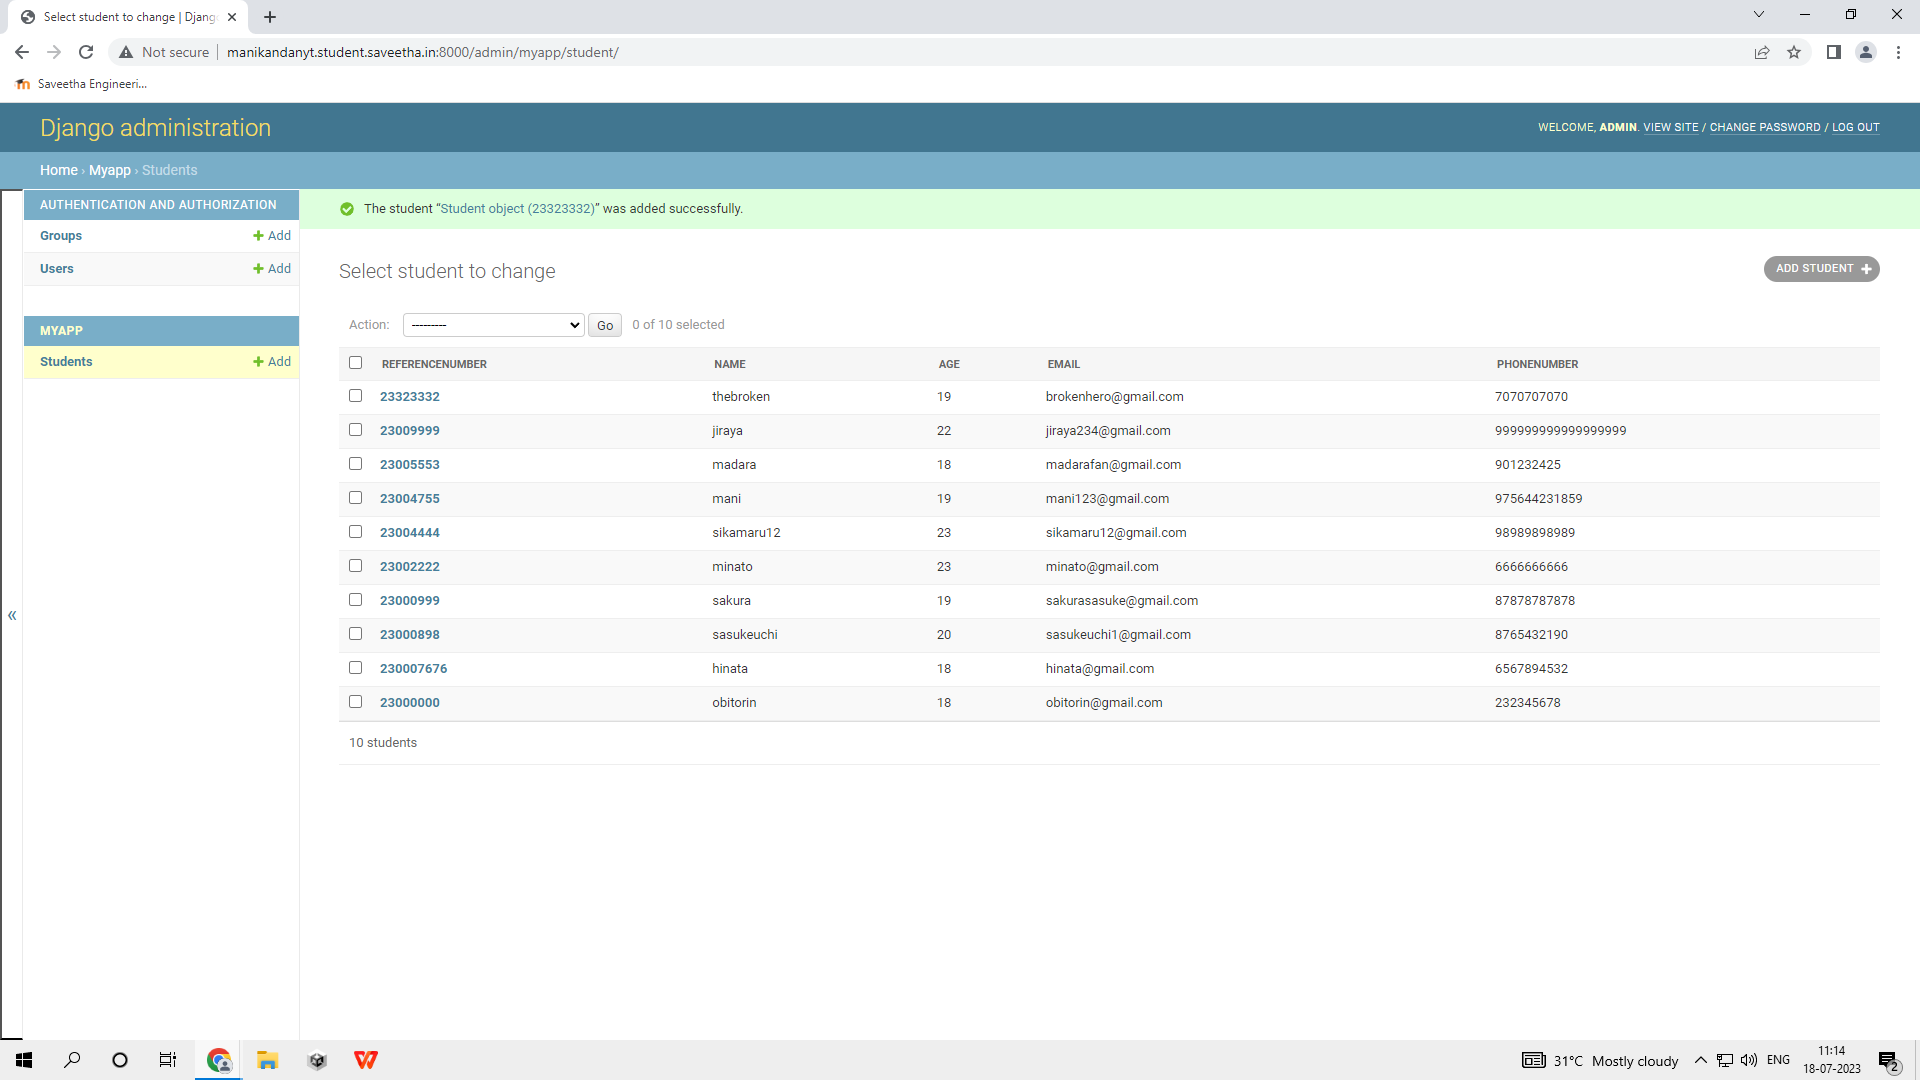 Select student to change | Djang
Not secure
manikandanyt.student.saveetha.in:8000/admin/myapp/student/
Saveetha Engineeri...
Django administration
WELCOME, ADMIN. VIEW SITE / CHANGE PASSWORD / LOG OUT
Home › Myapp › Students
AUTHENTICATION AND AUTHORIZATION
Groups + Add
Users + Add
MYAPP
Students + Add
The student “Student object (23323332)” was added successfully.
Select student to change
ADD STUDENT +
Action: --------- Go 0 of 10 selected
REFERENCENUMBER NAME AGE EMAIL PHONENUMBER
23323332 thebroken 19 brokenhero@gmail.com 7070707070
23009999 jiraya 22 jiraya234@gmail.com 999999999999999999
23005553 madara 18 madarafan@gmail.com 901232425
23004755 mani 19 mani123@gmail.com 975644231859
23004444 sikamaru12 23 sikamaru12@gmail.com 98989898989
23002222 minato 23 minato@gmail.com 6666666666
23000999 sakura 19 sakurasasuke@gmail.com 87878787878
23000898 sasukeuchi 20 sasukeuchi1@gmail.com 8765432190
230007676 hinata 18 hinata@gmail.com 6567894532
23000000 obitorin 18 obitorin@gmail.com 232345678
10 students
«
31°C Mostly cloudy
ENG
11:14
18-07-2023
2